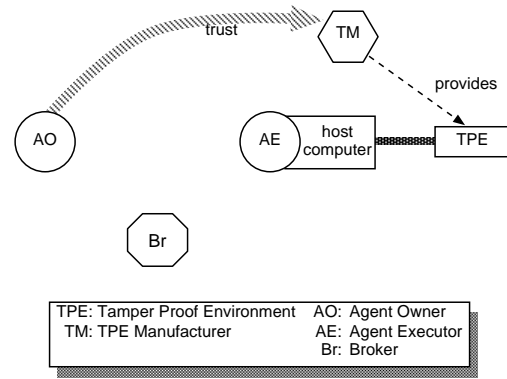 trust
TM
provides
AO
AE
host
computer
TPE
Br
TPE: Tamper Proof Environment AO: Agent Owner
TM: TPE Manufacturer AE: Agent Executor
Br: Broker